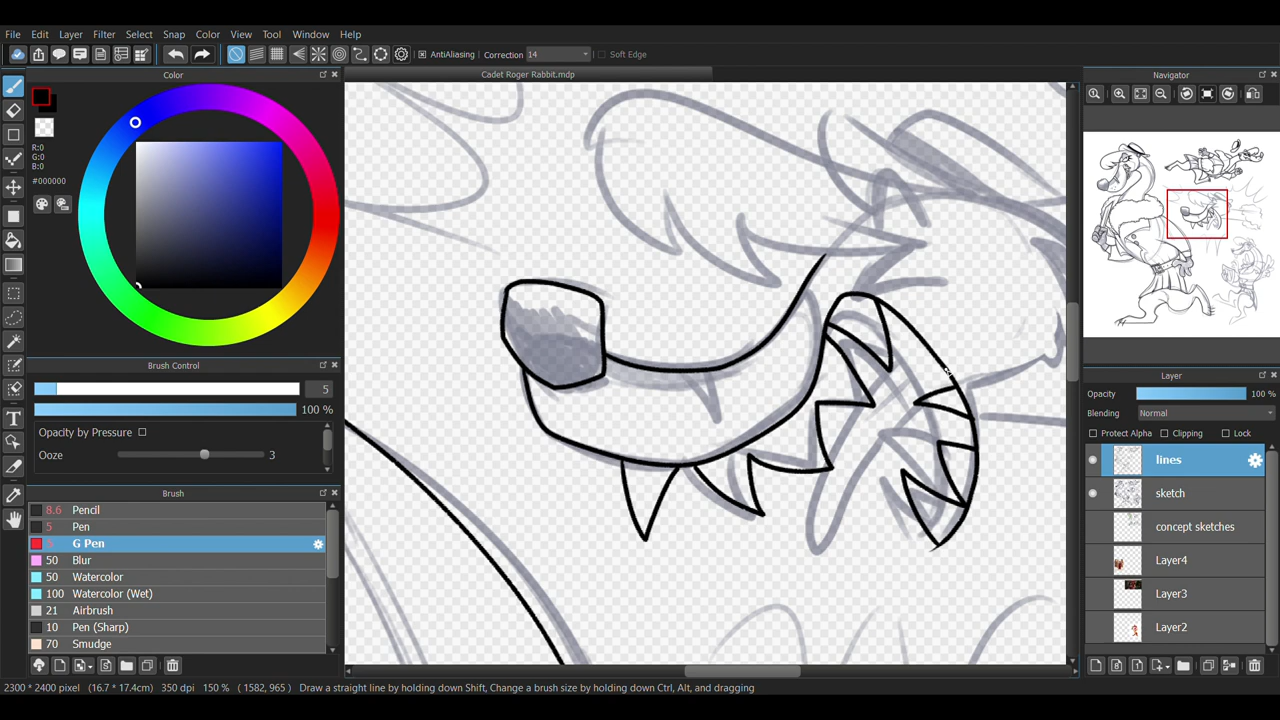 File Edit Layer Filter Select Snap Color View Tool Window Help
AntiAliasing Correction 14 Soft Edge
Color
Cadet Roger Rabbit.mdp
Navigator
R:0
G:0
B:0
#000000
Brush Control
5
100 %
Opacity by Pressure
Ooze 3
Brush
8.6 Pencil
5 Pen
5 G Pen
50 Blur
50 Watercolor
100 Watercolor (Wet)
21 Airbrush
10 Pen (Sharp)
70 Smudge
Layer
Opacity 100 %
Blending Normal
Protect Alpha Clipping Lock
lines
sketch
concept sketches
Layer4
Layer3
Layer2
2300 * 2400 pixel (16.7 * 17.4cm) 350 dpi 150 % ( 1582, 965 ) Draw a straight line by holding down Shift, Change a brush size by holding down Ctrl, Alt, and dragging